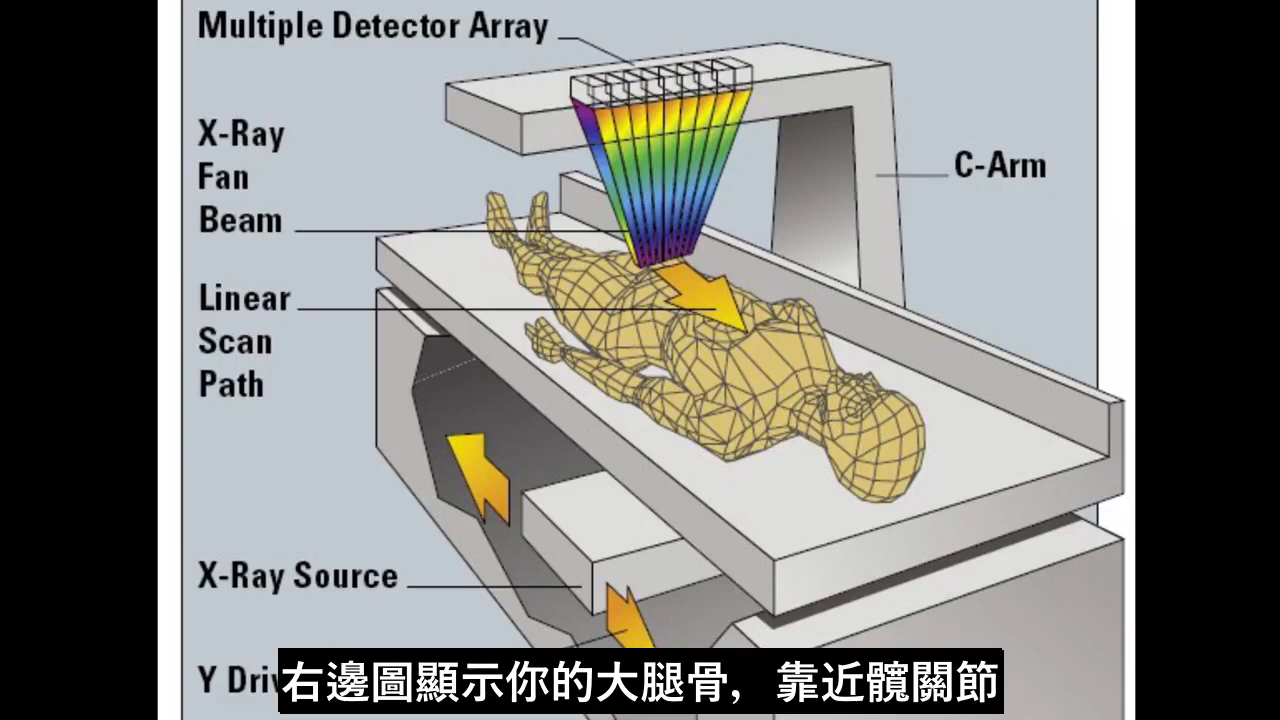 Multiple Detector Array
X-Ray
Fan
Beam
C-Arm
Linear
Scan
Path
X-Ray Source
Y
右邊圖顯示你的大腿骨，靠近髖關節